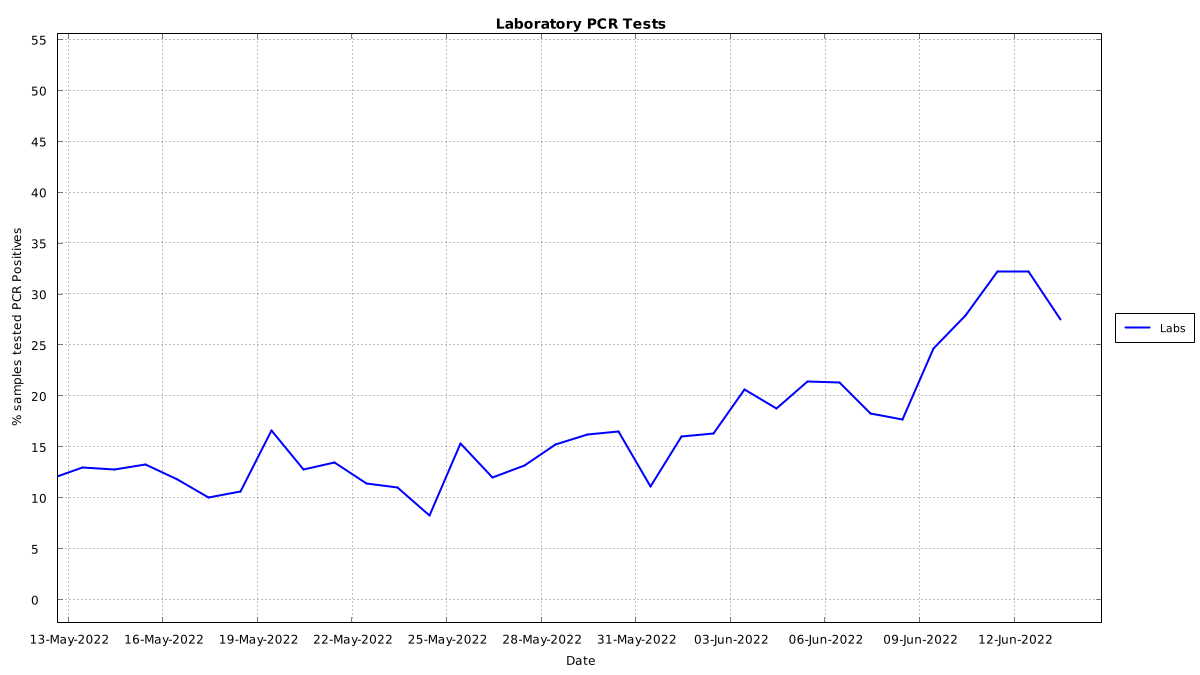 Laboratory PCR Tests
55
50
45
40
35
30
25
20
15
10
5
0
% samples tested PCR Positives
13-May-2022 16-May-2022 19-May-2022 22-May-2022 25-May-2022 28-May-2022 31-May-2022 03-Jun-2022 06-Jun-2022 09-Jun-2022 12-Jun-2022
Date
Labs